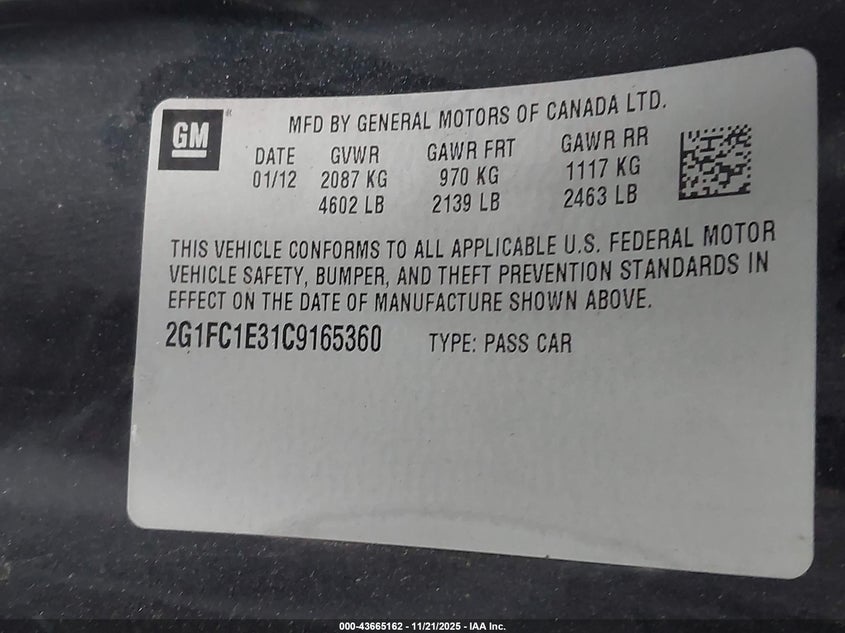 GM ®
MFD BY GENERAL MOTORS OF CANADA LTD.
DATE GVWR GAWR FRT GAWR RR
01/12 2087 KG 970 KG 1117 KG
4602 LB 2139 LB 2463 LB
THIS VEHICLE CONFORMS TO ALL APPLICABLE U.S. FEDERAL MOTOR
VEHICLE SAFETY, BUMPER, AND THEFT PREVENTION STANDARDS IN
EFFECT ON THE DATE OF MANUFACTURE SHOWN ABOVE.
2G1FC1E31C9165360 TYPE: PASS CAR
000-43665162 - 11/21/2025 - IAA Inc.